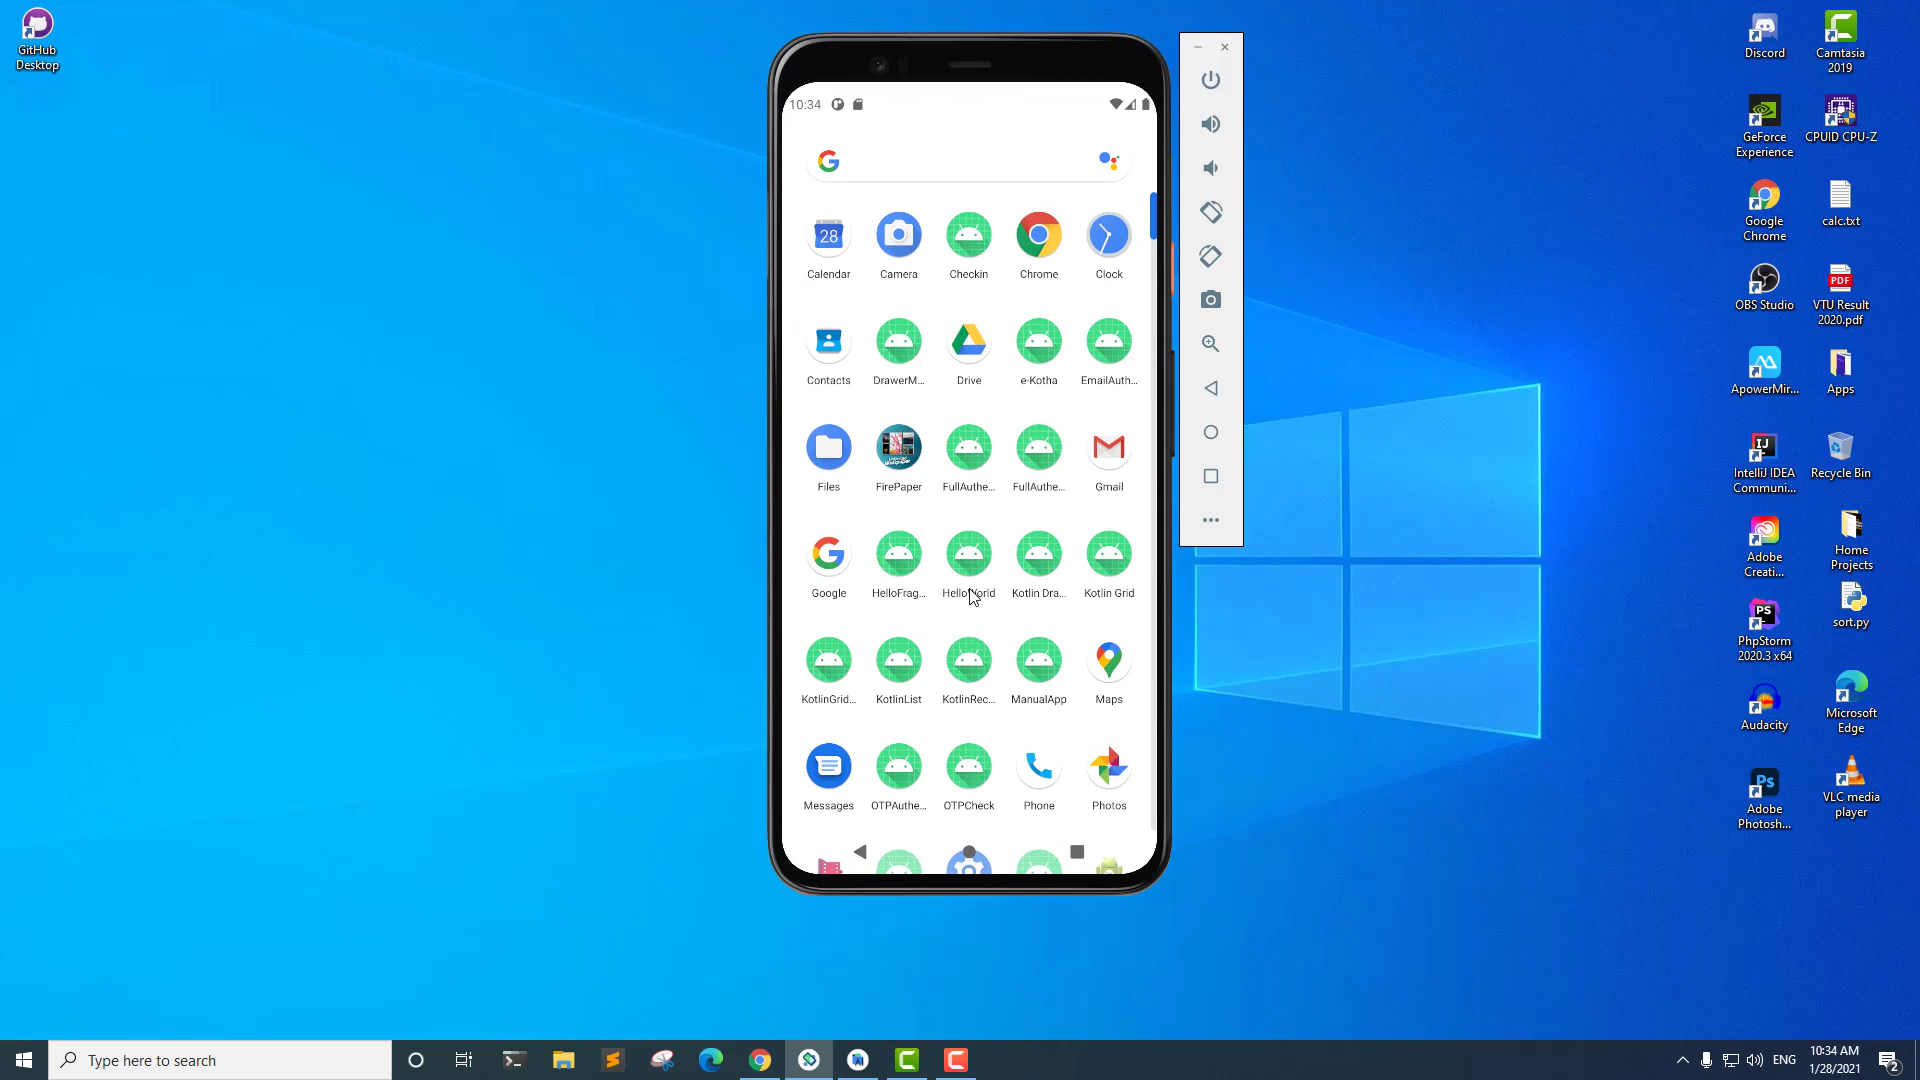 GitHub
Desktop
10:34
28
Calendar
Camera
Checkin
Chrome
Clock
Contacts
DrawerM...
Drive
e-Kotha
EmailAuth...
Files
FirePaper
FullAuthe...
FullAuthe...
Gmail
Google
HelloFrag...
HelloWorld
Kotlin Dra...
Kotlin Grid
KotlinGrid...
KotlinList
KotlinRec...
ManualApp
Maps
Messages
OTPAuthe...
OTPCheck
Phone
Photos
Discord
Camtasia
2019
GeForce
Experience
CPUID CPU-Z
Google
Chrome
calc.txt
OBS Studio
PDF
VTU Result
2020.pdf
ApowerMir...
Apps
IJ
IntelliJ IDEA
Communi...
Recycle Bin
Adobe
Creati...
Home
Projects
PS
PhpStorm
2020.3 x64
sort.py
Audacity
Microsoft
Edge
Ps
Adobe
Photosh...
VLC media
player
Type here to search
ENG
10:34 AM
1/28/2021
2